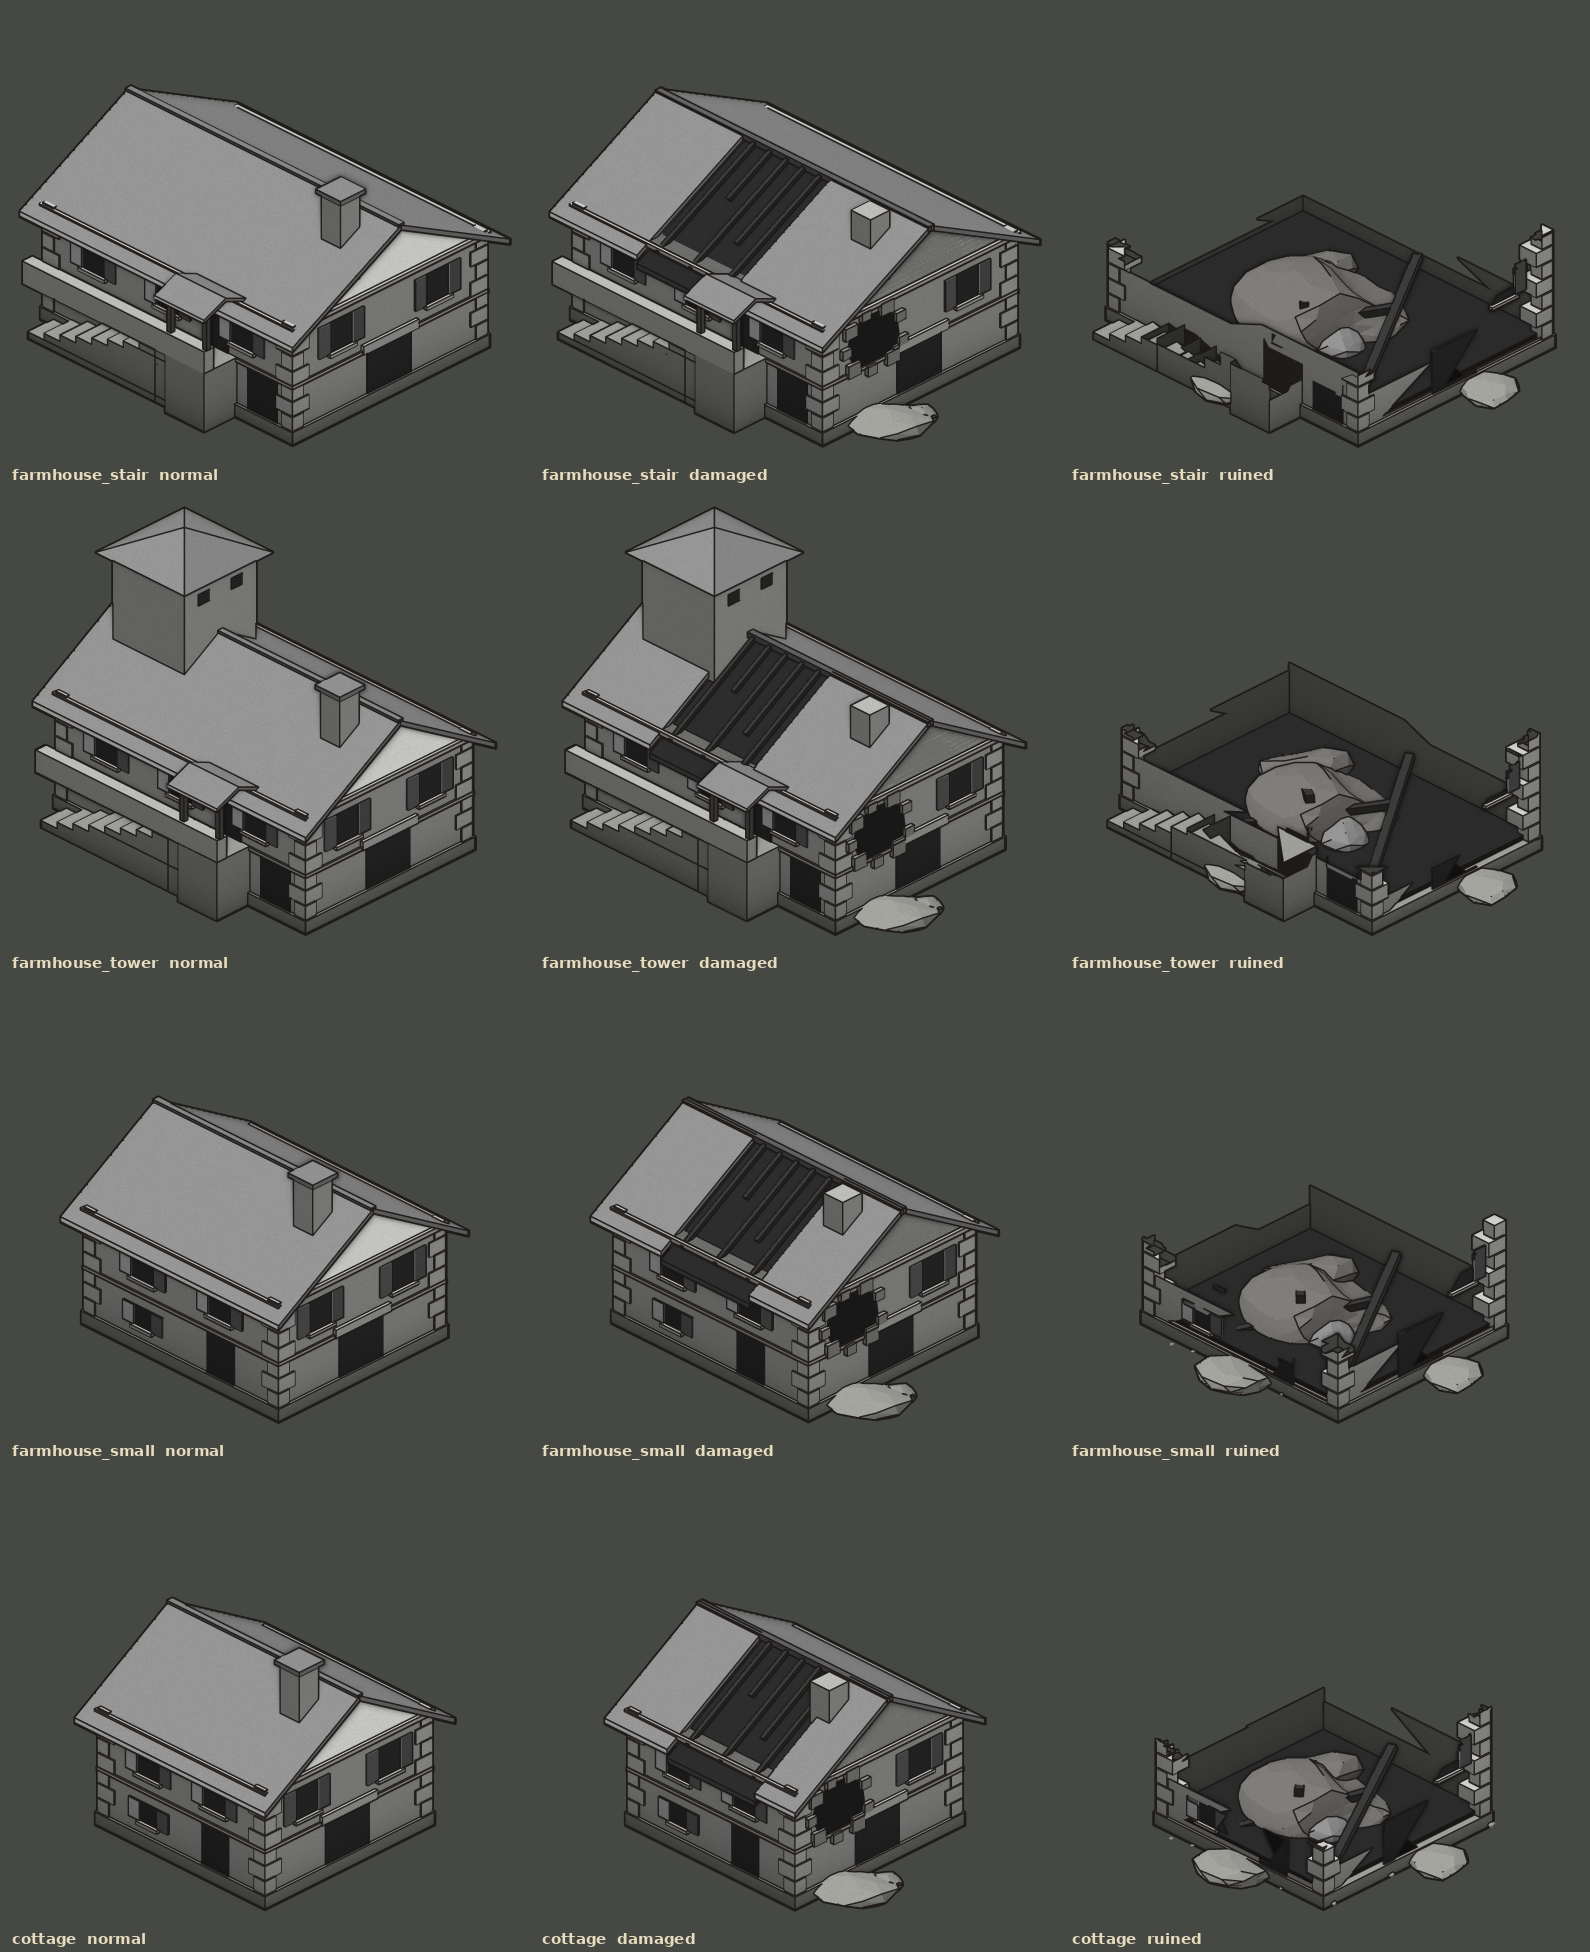 farmhouse_stair normal
farmhouse_stair damaged
farmhouse_stair ruined
farmhouse_tower normal
farmhouse_tower damaged
farmhouse_tower ruined
farmhouse_small normal
farmhouse_small damaged
farmhouse_small ruined
cottage normal
cottage damaged
cottage ruined